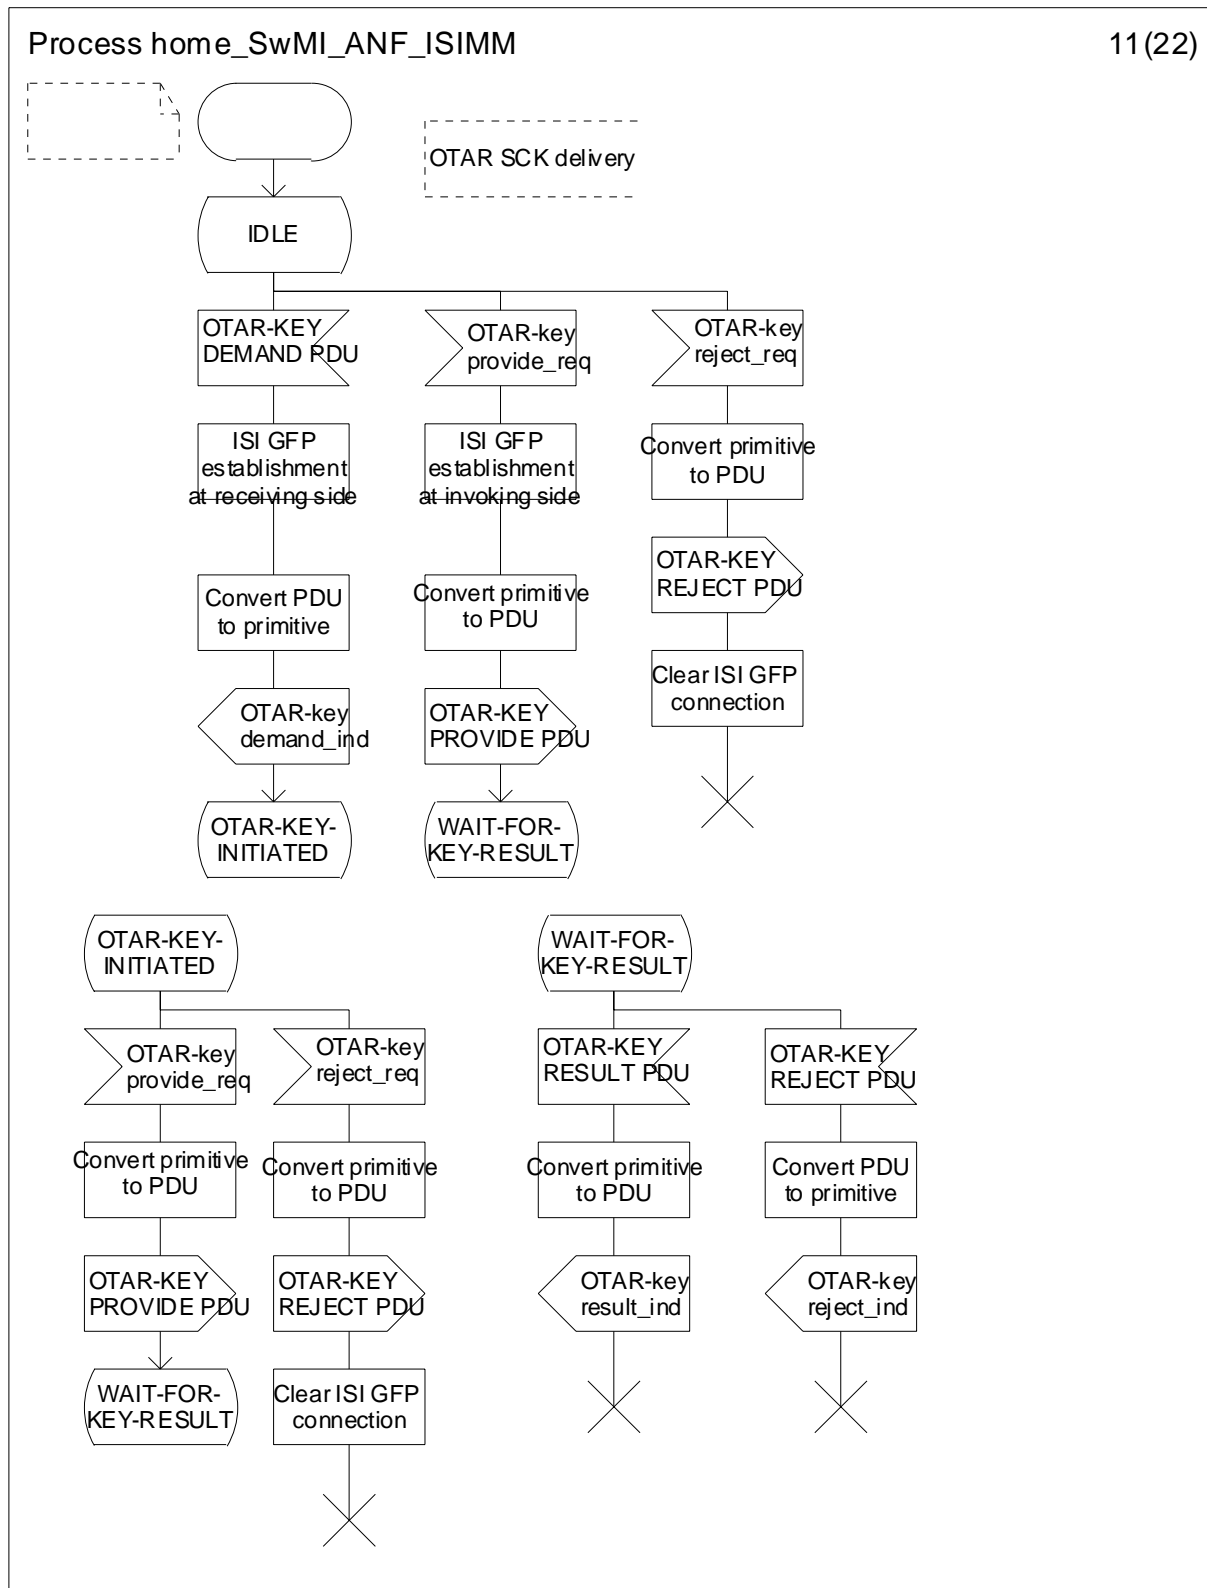 Process home_SwMI_ANF_ISIMM
11(22)
OTAR SCK delivery
IDLE
OTAR-KEY
DEMAND PDU
OTAR-key
provide_req
OTAR-key
reject_req
ISI GFP
establishment
at receiving side
ISI GFP
establishment
at invoking side
Convert primitive
to PDU
OTAR-KEY
REJECT PDU
Convert PDU
to primitive
Convert primitive
to PDU
Clear ISI GFP
connection
OTAR-key
demand_ind
OTAR-KEY
PROVIDE PDU
OTAR-KEY-
INITIATED
WAIT-FOR-
KEY-RESULT
OTAR-KEY-
INITIATED
WAIT-FOR-
KEY-RESULT
OTAR-key
provide_req
OTAR-key
reject_req
OTAR-KEY
RESULT PDU
OTAR-KEY
REJECT PDU
Convert primitive
to PDU
Convert primitive
to PDU
Convert primitive
to PDU
Convert PDU
to primitive
OTAR-KEY
PROVIDE PDU
OTAR-KEY
REJECT PDU
OTAR-key
result_ind
OTAR-key
reject_ind
WAIT-FOR-
KEY-RESULT
Clear ISI GFP
connection